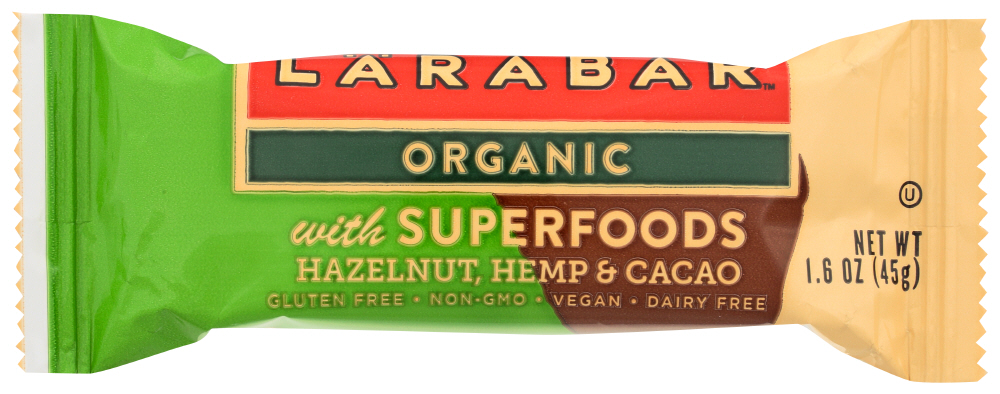 LARABAR™
ORGANIC
with SUPERFOODS
HAZELNUT, HEMP & CACAO
GLUTEN FREE • NON-GMO • VEGAN • DAIRY FREE
U
NET WT
1.6 OZ (45g)